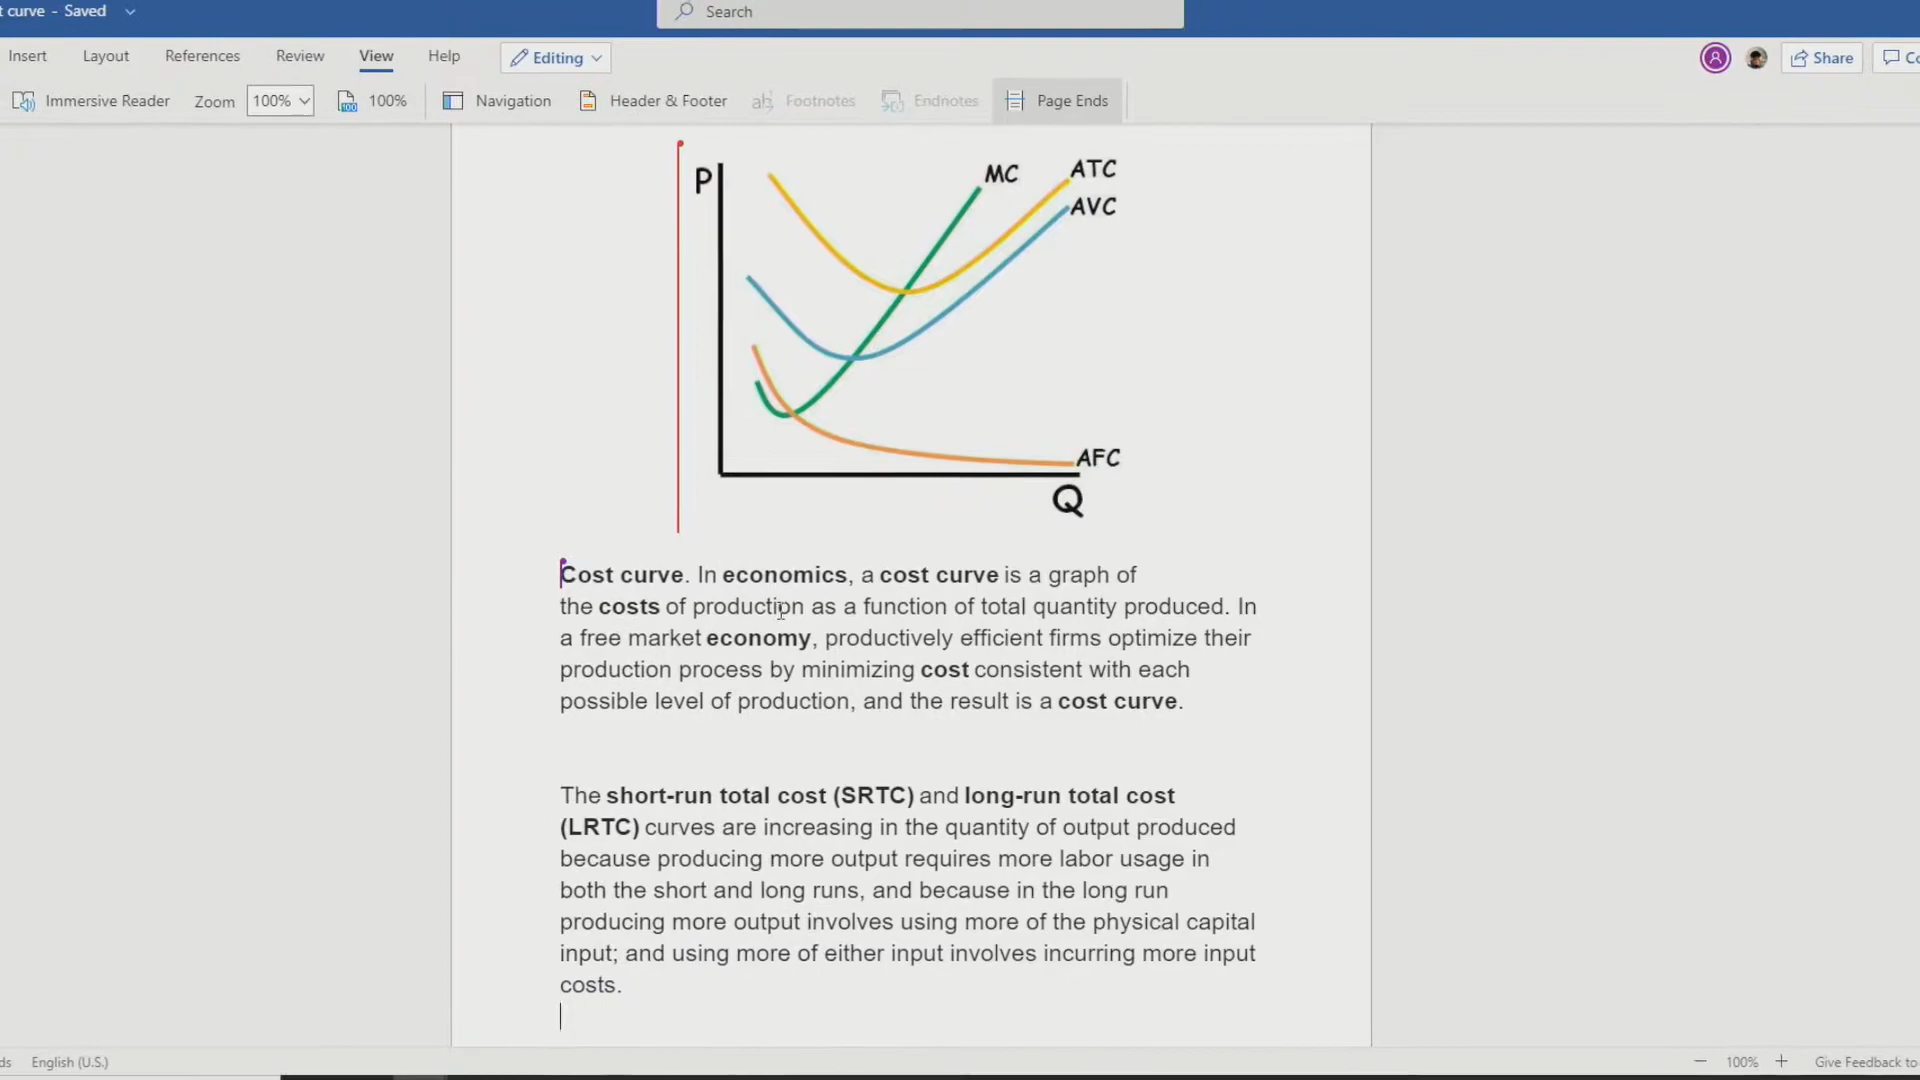 t curve - Saved
Search
Insert Layout References Review View Help Editing Share Co
Immersive Reader Zoom 100% 100% Navigation Header & Footer Footnotes Endnotes Page Ends
P
MC
ATC
AVC
AFC
Q
Cost curve. In economics, a cost curve is a graph of
the costs of production as a function of total quantity produced. In
a free market economy, productively efficient firms optimize their
production process by minimizing cost consistent with each
possible level of production, and the result is a cost curve.
The short-run total cost (SRTC) and long-run total cost
(LRTC) curves are increasing in the quantity of output produced
because producing more output requires more labor usage in
both the short and long runs, and because in the long run
producing more output involves using more of the physical capital
input; and using more of either input involves incurring more input
costs.
ds English (U.S.) 100% Give Feedback to